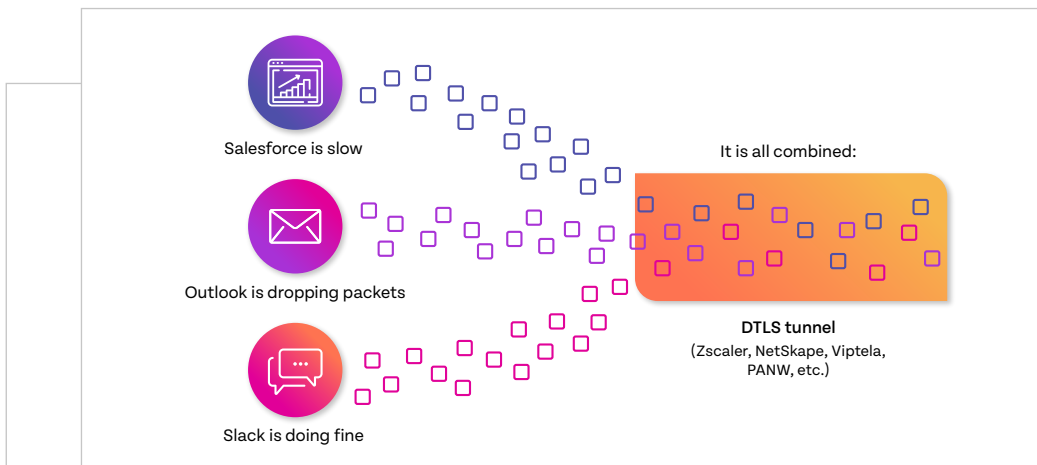 Salesforce is slow
It is all combined:
Outlook is dropping packets
DTLS tunnel
(Zscaler, NetSkape, Viptela,
PANW, etc.)
Slack is doing fine